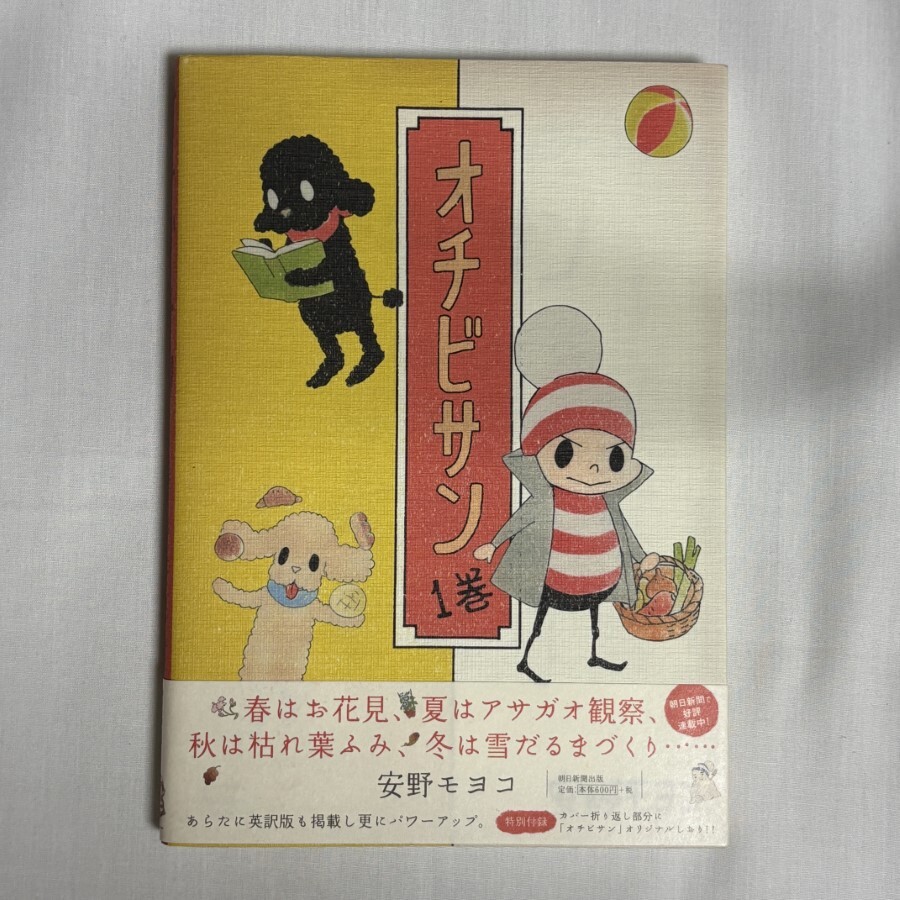 オチビサン
1巻
春はお花見、夏はアサガオ観察、
秋は枯れ葉ふみ、冬は雪だるまづくり……
朝日新聞で
好評
連載中!
安野モヨコ
朝日新聞出版
定価:本体600円+税
あらたに英訳版も掲載し更にパワーアップ。
特別付録
カバー折り返し部分に
「オチビサン」オリジナルしおり!!